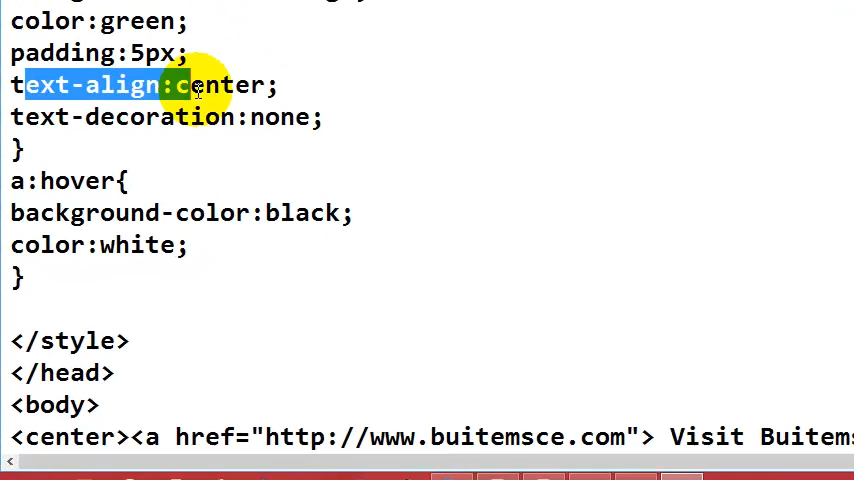 color:green;
padding:5px;
text-align:center;
text-decoration:none;
}
a:hover{
background-color:black;
color:white;
}
</style>
</head>
<body>
<center><a href="http://www.buitemsce.com"> Visit Buitems